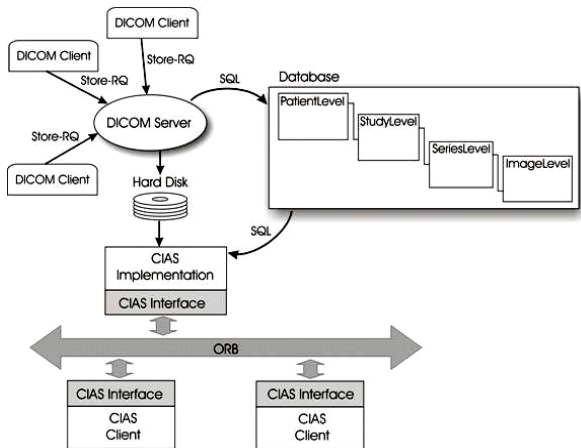 DICOM Client
DICOM Client
Store-RQ
Store-RQ
SQL
Database
PatientLevel
StudyLevel
SeriesLevel
ImageLevel
DICOM Server
Store-RQ
DICOM Client
Hard Disk
SQL
CIAS
Implementation
CIAS Interface
ORB
CIAS Interface
CIAS
Client
CIAS Interface
CIAS
Client